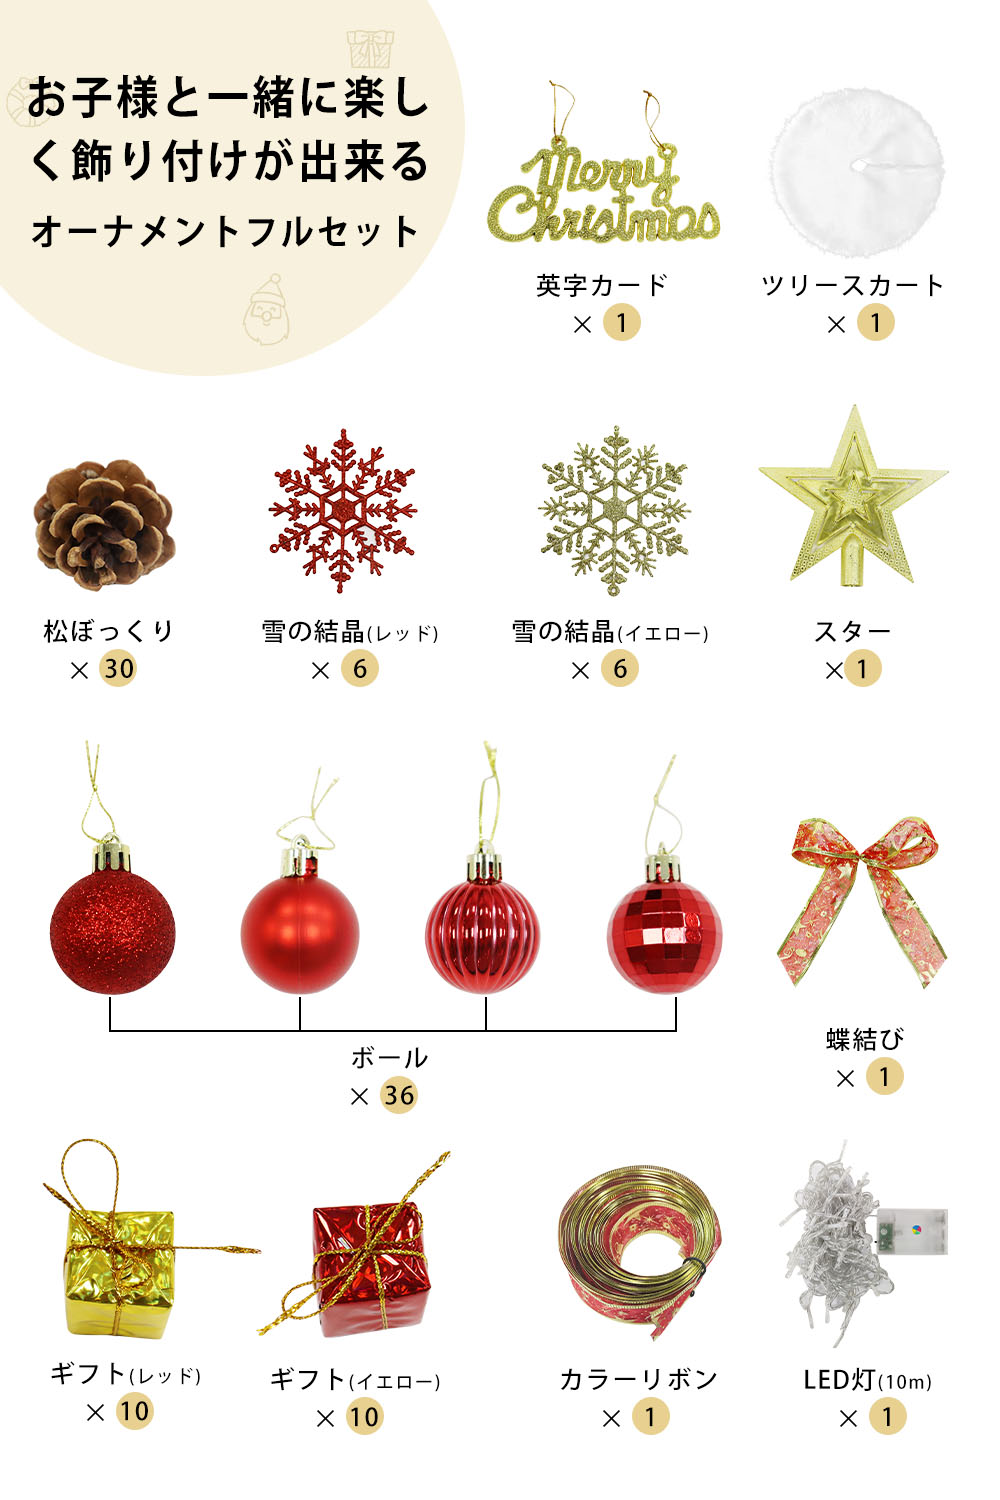 お子様と一緒に楽し
く飾り付けが出来る
オーナメントフルセット
Merry
Christmas
英字カード
× 1
ツリースカート
× 1
松ぼっくり
× 30
雪の結晶(レッド)
× 6
雪の結晶(イエロー)
× 6
スター
× 1
ボール
× 36
蝶結び
× 1
ギフト(レッド)
× 10
ギフト(イエロー)
× 10
カラーリボン
× 1
LED灯(10m)
× 1